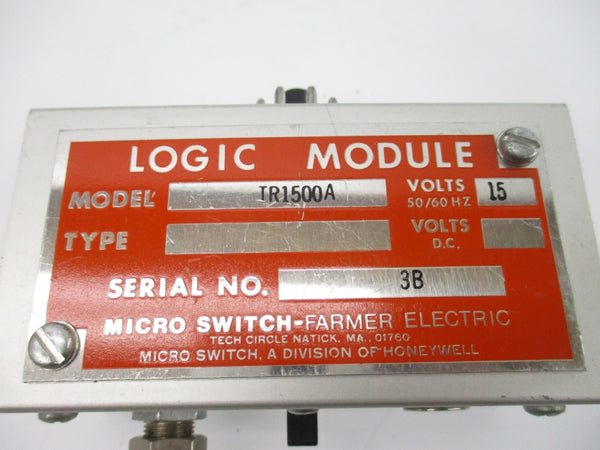 LOGIC MODULE
MODEL TR1500A VOLTS 15
50/60 HZ
TYPE VOLTS
D.C.
SERIAL NO. 3B
MICRO SWITCH-FARMER ELECTRIC
TECH CIRCLE NATICK, MA., 01760
MICRO SWITCH, A DIVISION OF HONEYWELL